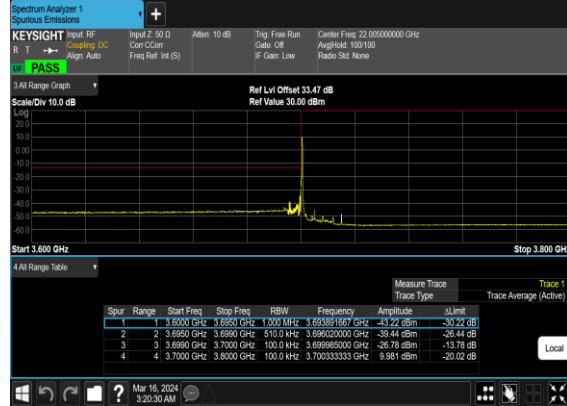 Spectrum Analyzer 1
Spurious Emissions
+
KEYSIGHT Input: RF Input Z: 50 Ω Atten: 10 dB Trig: Free Run Center Freq: 22.005000000 GHz
R T Coupling: DC Corr CCorr Gate: Off Avg|Hold: 100/100
Align: Auto Freq Ref: Int (S) IF Gain: Low Radio Std: None
LW PASS
3 All Range Graph
Ref Lvl Offset 33.47 dB
Scale/Div 10.0 dB Ref Value 30.00 dBm
Log
20.0
10.0
0.00
-10.0
-20.0
-30.0
-40.0
-50.0
-60.0
Start 3.600 GHz Stop 3.800 GHz
4 All Range Table
Measure Trace Trace 1
Trace Type Trace Average (Active)
Spur Range Start Freq Stop Freq RBW Frequency Amplitude ΔLimit
1 1 3.6000 GHz 3.6950 GHz 1.000 MHz 3.693891667 GHz -43.22 dBm -30.22 dB
2 2 3.6950 GHz 3.6990 GHz 510.0 kHz 3.696020000 GHz -39.44 dBm -26.44 dB
3 3 3.6990 GHz 3.7000 GHz 100.0 kHz 3.699985000 GHz -26.78 dBm -13.78 dB
4 4 3.7000 GHz 3.8000 GHz 100.0 kHz 3.700333333 GHz 9.981 dBm -20.02 dB
Local
? Mar 16, 2024
3:20:30 AM